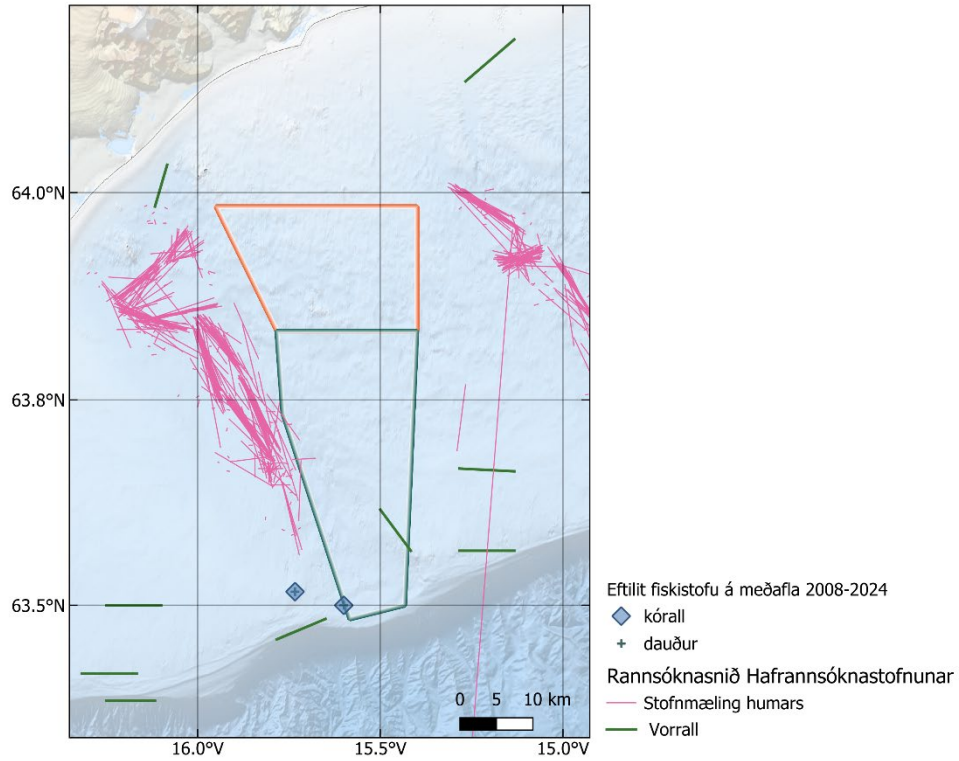 64.0°N
63.8°N
63.5°N
0 5 10 km
16.0°V 15.5°V 15.0°V
Eftilit fiskistofu á meðafla 2008-2024
kórall
dauður
Rannsóknasnið Hafrannsóknastofnunar
Stofnmæling humars
Vorrall